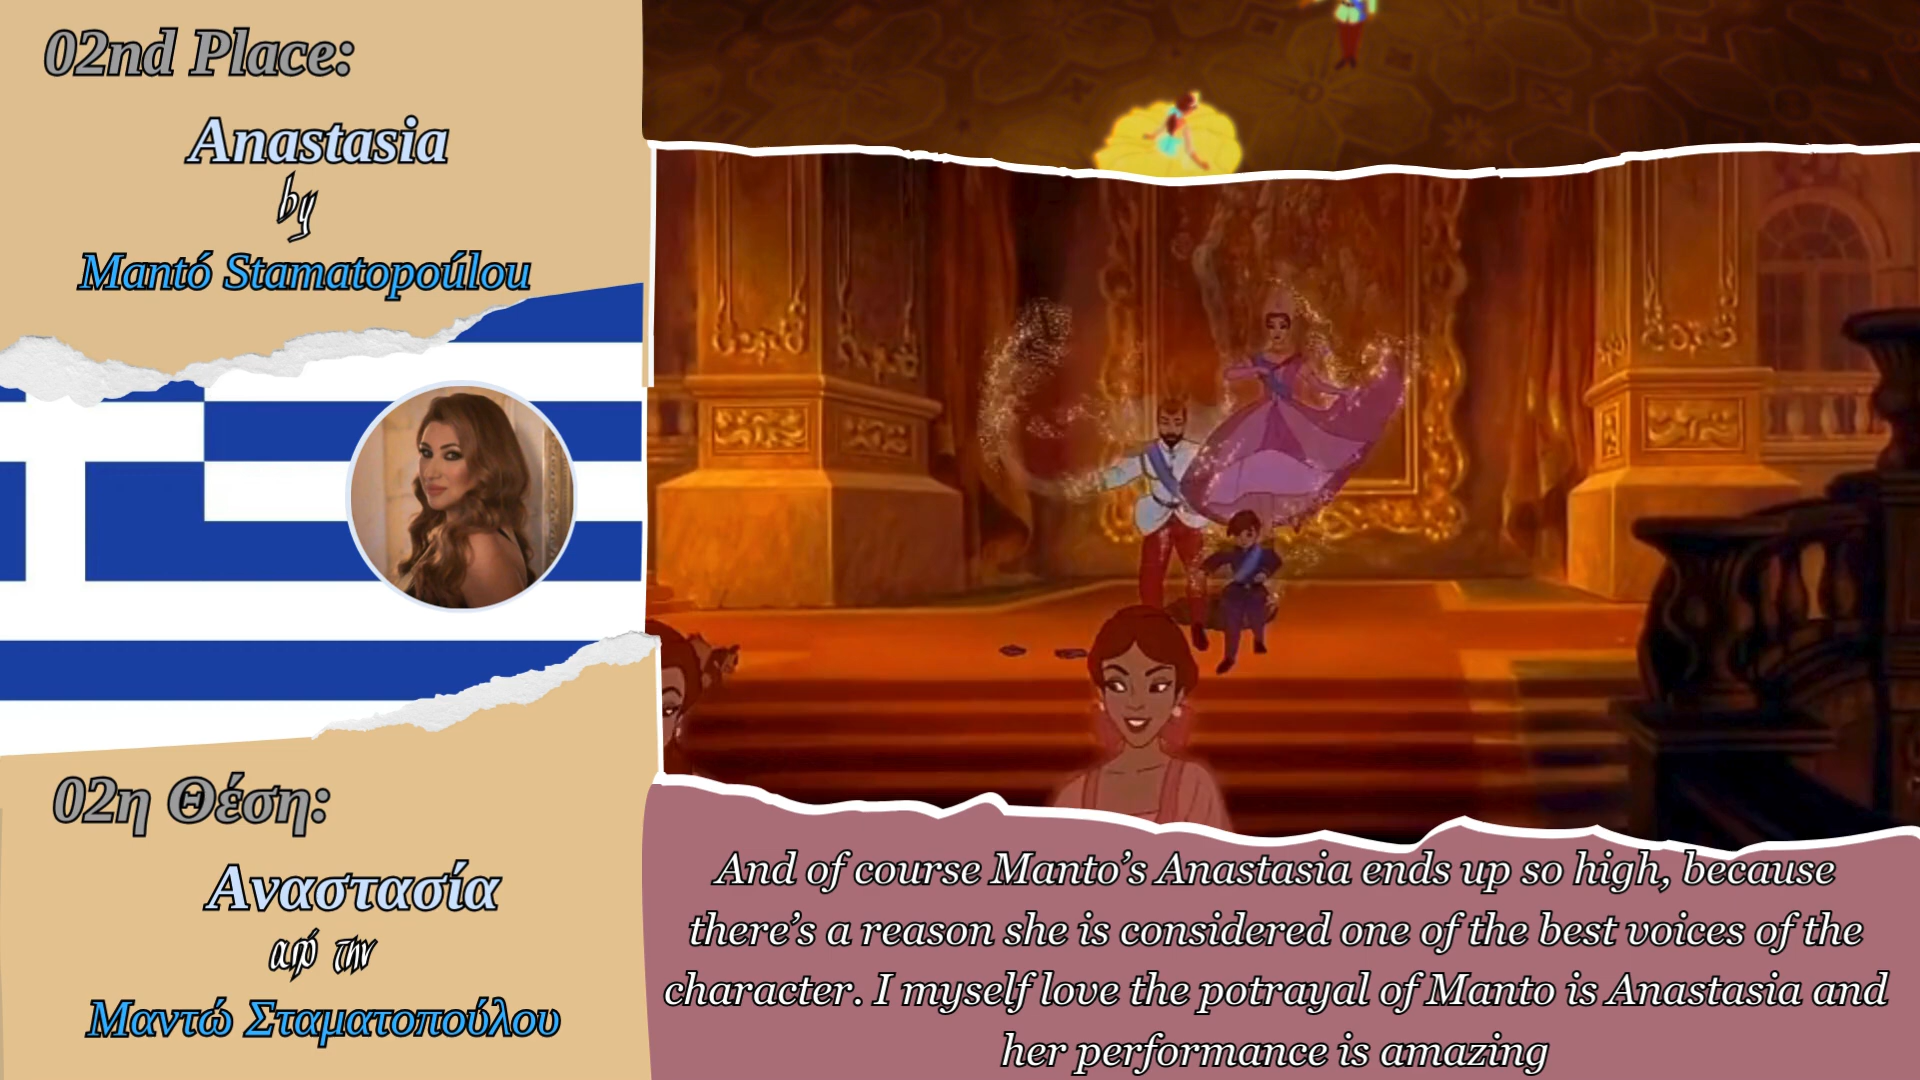 02nd Place:
Anastasia
by
Mantó Stamatopoúlou
02η Θέση:
Αναστασία
από την
Μαντώ Σταματοπούλου
And of course Manto’s Anastasia ends up so high, because
there’s a reason she is considered one of the best voices of the
character. I myself love the potrayal of Manto is Anastasia and
her performance is amazing